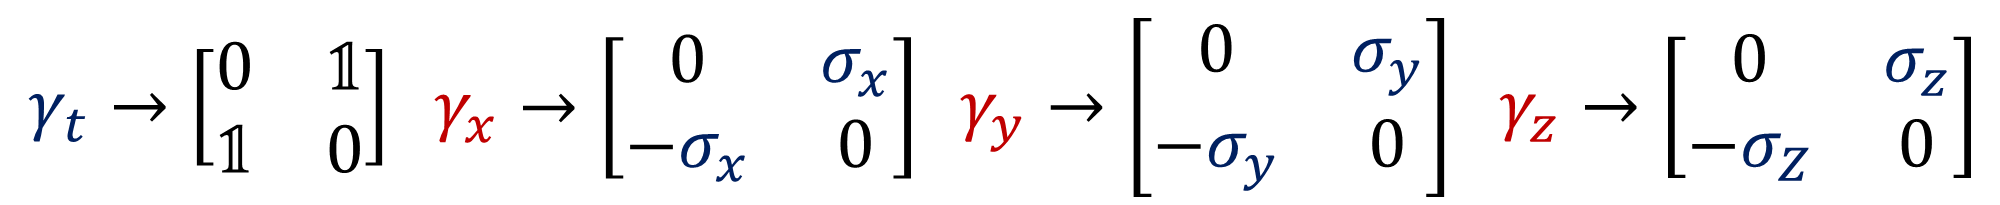 γ_t → [0 𝟙; 𝟙 0] γ_x → [0 σ_x; −σ_x 0] γ_y → [0 σ_y; −σ_y 0] γ_z → [0 σ_z; −σ_z 0]